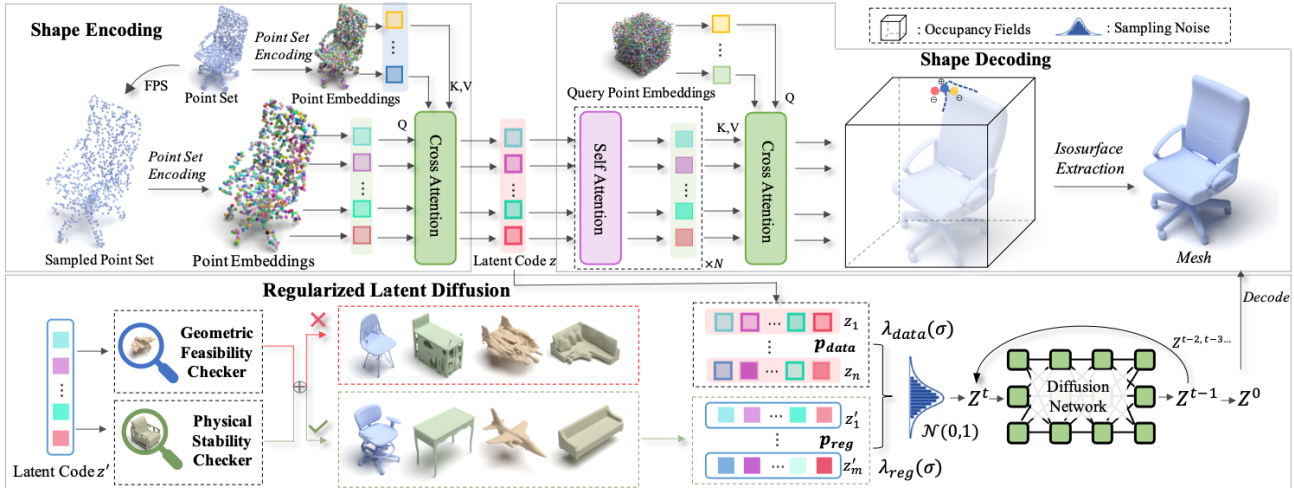 Shape Encoding
Point Set
Encoding
FPS
Point Set
Point Embeddings
K,V
Q
Point Set
Encoding
Cross Attention
Sampled Point Set
Point Embeddings
Latent Code z
Query Point Embeddings
Q
K,V
Self Attention
×N
Cross Attention
: Occupancy Fields
: Sampling Noise
Shape Decoding
⊕
⊖
⊖
Isosurface
Extraction
Mesh
Decode
Regularized Latent Diffusion
Latent Code z'
Geometric
Feasibility
Checker
Physical
Stability
Checker
⊕
z₁
p_data
zₙ
z'₁
p_reg
z'ₘ
λ_data(σ)
λ_reg(σ)
𝒩(0,1)
Zᵗ
Diffusion
Network
Z^{t-2,t-3...}
Z^{t-1}
Z⁰